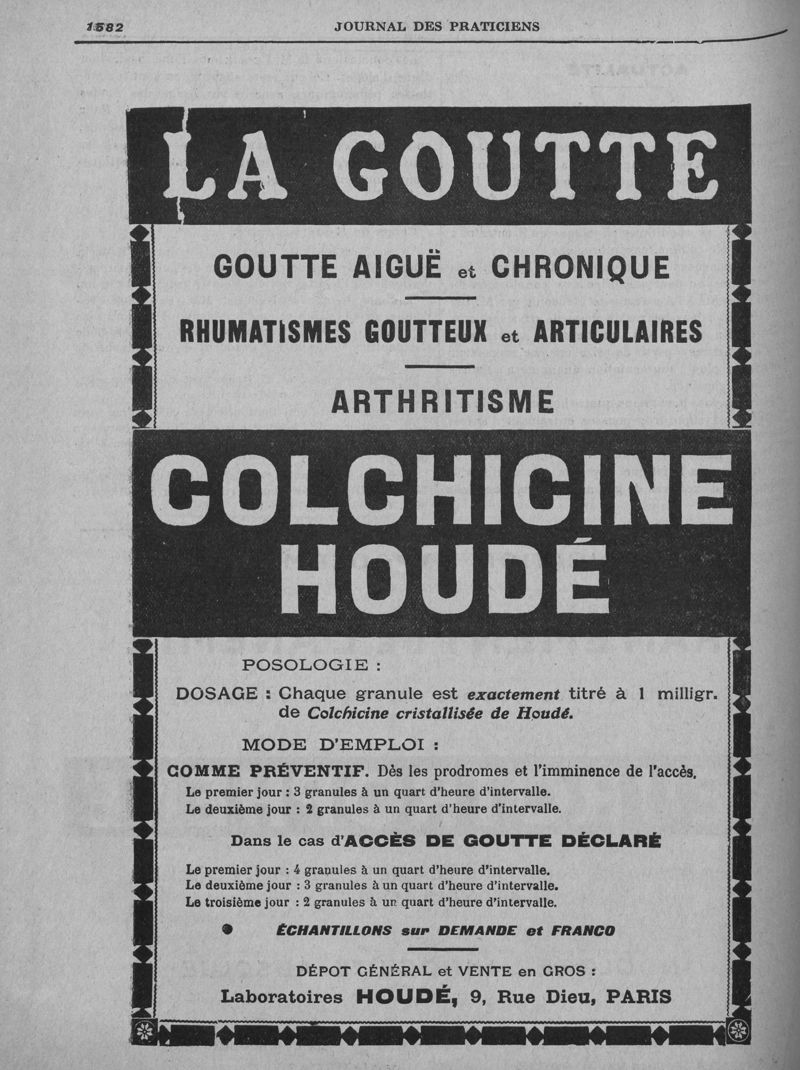 1582
JOURNAL DES PRATICIENS
LA GOUTTE
GOUTTE AIGUË et CHRONIQUE
RHUMATISMES GOUTTEUX et ARTICULAIRES
ARTHRITISME
COLCHICINE
HOUDÉ
POSOLOGIE :
DOSAGE : Chaque granule est exactement titré à 1 milligr.
de Colchicine cristallisée de Houdé.
MODE D'EMPLOI :
COMME PRÉVENTIF. Dès les prodromes et l'imminence de l'accès.
Le premier jour : 3 granules à un quart d'heure d'intervalle.
Le deuxième jour : 2 granules à un quart d'heure d'intervalle.
Dans le cas d'ACCÈS DE GOUTTE DÉCLARÉ
Le premier jour : 4 granules à un quart d'heure d'intervalle.
Le deuxième jour : 3 granules à un quart d'heure d'intervalle.
Le troisième jour : 2 granules à un quart d'heure d'intervalle.
ÉCHANTILLONS sur DEMANDE et FRANCO
DÉPOT GÉNÉRAL et VENTE en GROS :
Laboratoires HOUDÉ, 9, Rue Dieu, PARIS